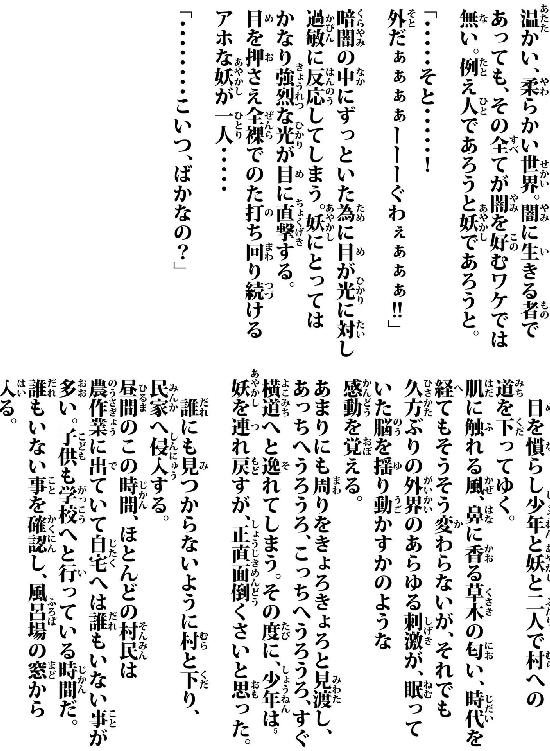 温かい、柔らかい世界。闇に生きる者で
あっても、その全てが闇を好むワケでは
無い。例え人であろうと妖であろうと。
「・・・・そと・・・・・！
外だぁぁぁぁーーーぐわぇぁぁぁ!!」
暗闇の中にずっといた為に目が光に対し
過敏に反応してしまう。妖にとっては
かなり強烈な光が目に直撃する。
目を押さえ全裸でのた打ち回り続ける
アホな妖が一人・・・・
「・・・・・・・こいつ、ばかなの？」
目を慣らし少年と妖と二人で村への
道を下ってゆく。
肌に触れる風、鼻に香る草木の匂い、時代を
経てもそうそう変わらないが、それでも
久方ぶりの外界のあらゆる刺激が、眠って
いた脳を揺り動かすかのような
感動を覚える。
あまりにも周りをきょろきょろと見渡し、
あっちへうろうろ、こっちへうろうろ、すぐ
横道へと逸れてしまう。その度に、少年は
妖を連れ戻すが、正直面倒くさいと思った。
誰にも見つからないように村へと下り、
民家へ侵入する。
昼間のこの時間、ほとんどの村民は
農作業に出ていて自宅へは誰もいない事が
多い。子供も学校へと行っている時間だ。
誰もいない事を確認し、風呂場の窓から
入る。